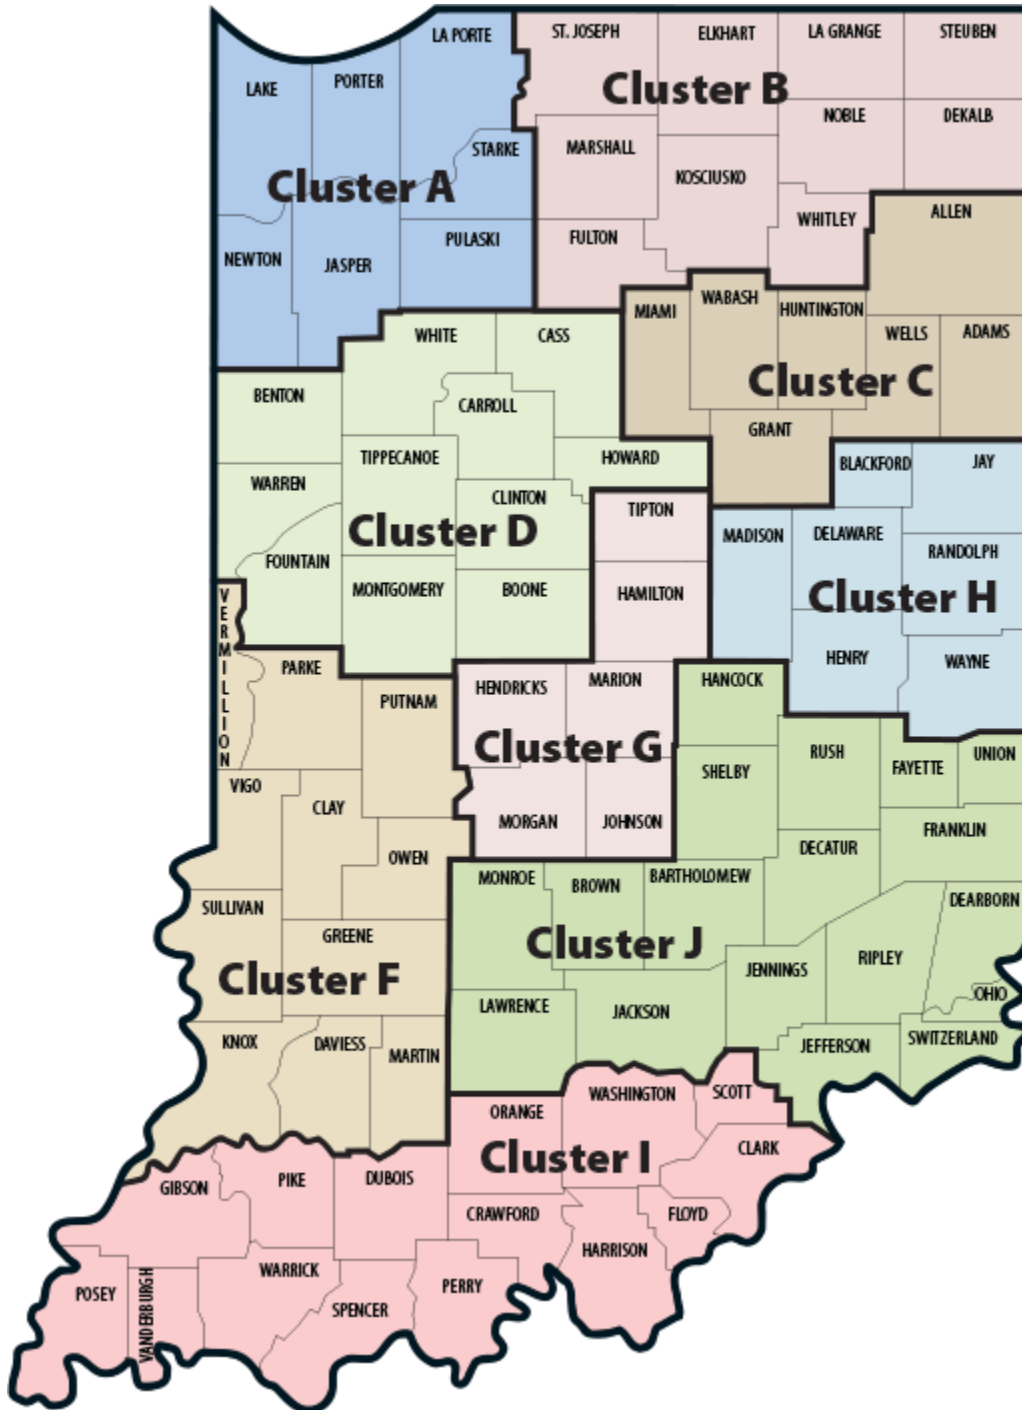 LA PORTE
ST. JOSEPH
ELKHART
LA GRANGE
STEUBEN
LAKE
PORTER
Cluster B
NOBLE
DEKALB
STARKE
MARSHALL
KOSCIUSKO
Cluster A
WHITLEY
ALLEN
PULASKI
FULTON
NEWTON
JASPER
MIAMI
WABASH
HUNTINGTON
WELLS
ADAMS
WHITE
CASS
Cluster C
BENTON
CARROLL
GRANT
TIPPECANOE
HOWARD
BLACKFORD
JAY
WARREN
CLINTON
TIPTON
Cluster D
MADISON
DELAWARE
RANDOLPH
FOUNTAIN
MONTGOMERY
BOONE
HAMILTON
Cluster H
VERMILLION
PARKE
HENRY
WAYNE
PUTNAM
HENDRICKS
MARION
HANCOCK
Cluster G
RUSH
FAYETTE
UNION
VIGO
SHELBY
CLAY
MORGAN
JOHNSON
FRANKLIN
OWEN
DECATUR
MONROE
BROWN
BARTHOLOMEW
SULLIVAN
DEARBORN
GREENE
Cluster J
Cluster F
JENNINGS
RIPLEY
LAWRENCE
JACKSON
OHIO
KNOX
DAVIESS
MARTIN
JEFFERSON
SWITZERLAND
ORANGE
WASHINGTON
SCOTT
Cluster I
CLARK
GIBSON
PIKE
DUBOIS
CRAWFORD
FLOYD
HARRISON
POSEY
VANDERBURGH
WARRICK
SPENCER
PERRY